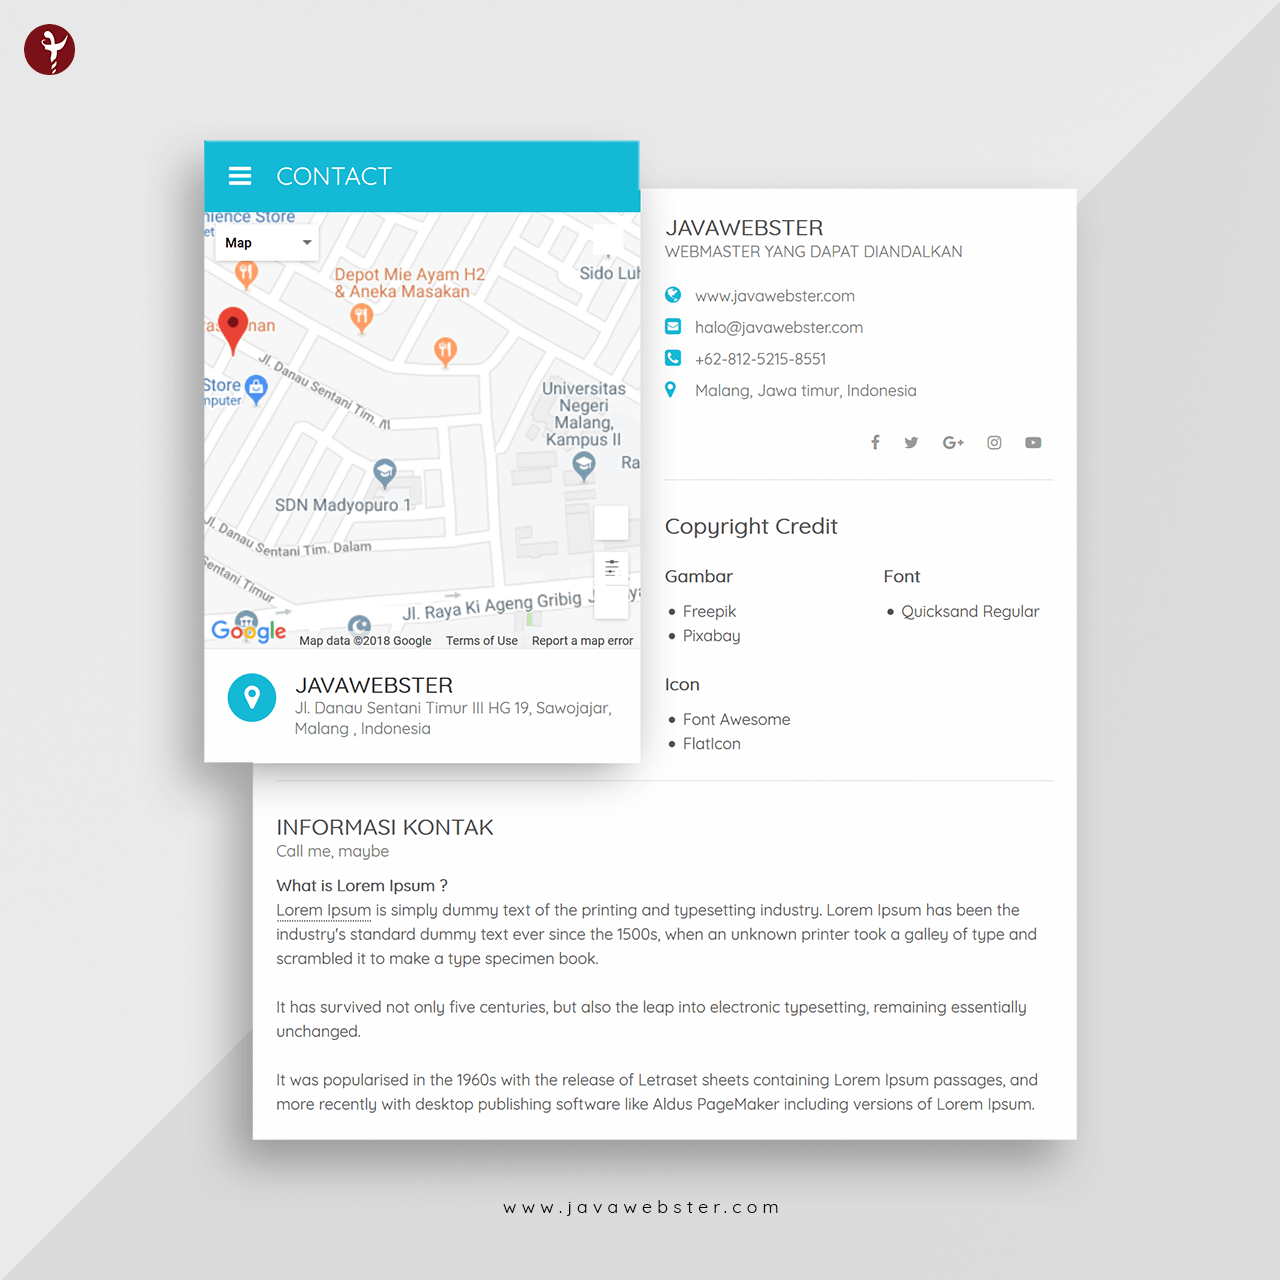 CONTACT
nience Store
et
Map
Depot Mie Ayam H2
& Aneka Masakan
Sido Luh
nan
Jl. Danau Sentani Tim.
Store
nputer
Universitas
Negeri
Malang,
Kampus II
Ra
SDN Madyopuro 1
Jl. Danau Sentani Tim. Dalam
Sentani Timur
Jl. Raya Ki Ageng Gribig
Google
Map data ©2018 Google
Terms of Use
Report a map error
JAVAWEBSTER
Jl. Danau Sentani Timur III HG 19, Sawojajar,
Malang , Indonesia
JAVAWEBSTER
WEBMASTER YANG DAPAT DIANDALKAN
www.javawebster.com
halo@javawebster.com
+62-812-5215-8551
Malang, Jawa timur, Indonesia
Copyright Credit
Gambar
• Freepik
• Pixabay
Font
• Quicksand Regular
Icon
• Font Awesome
• FlatIcon
INFORMASI KONTAK
Call me, maybe
What is Lorem Ipsum ?
Lorem Ipsum is simply dummy text of the printing and typesetting industry. Lorem Ipsum has been the
industry's standard dummy text ever since the 1500s, when an unknown printer took a galley of type and
scrambled it to make a type specimen book.
It has survived not only five centuries, but also the leap into electronic typesetting, remaining essentially
unchanged.
It was popularised in the 1960s with the release of Letraset sheets containing Lorem Ipsum passages, and
more recently with desktop publishing software like Aldus PageMaker including versions of Lorem Ipsum.
www.javawebster.com